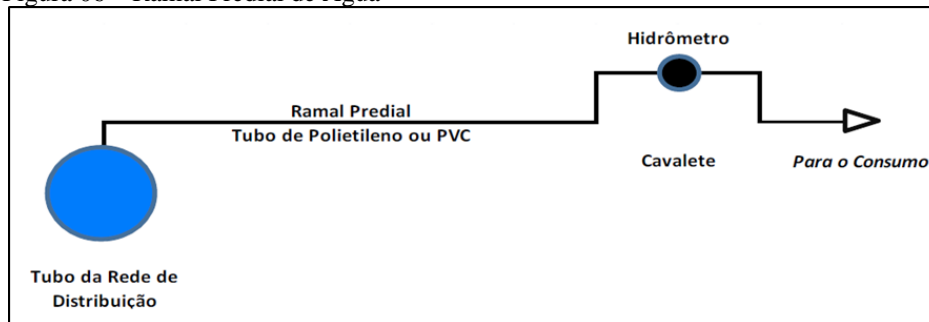 Hidrômetro
Ramal Predial
Tubo de Polietileno ou PVC
Cavalete
Para o Consumo
Tubo da Rede de
Distribuição